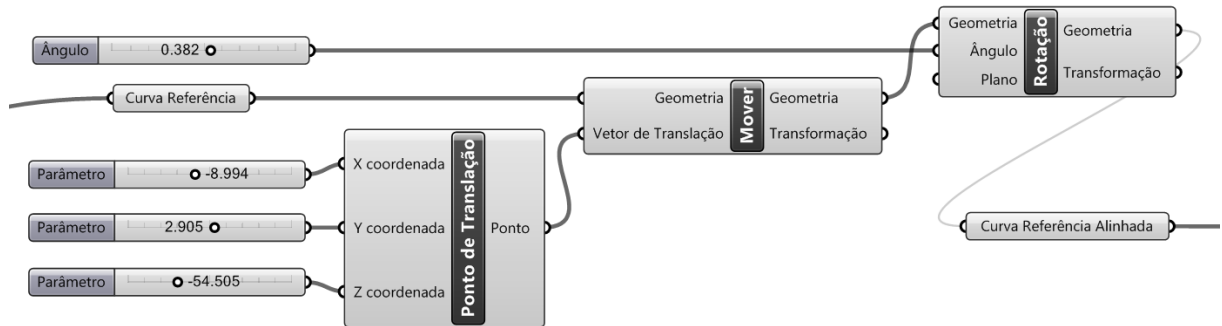 Ângulo 0.382
Curva Referência
Parâmetro -8.994
Parâmetro 2.905
Parâmetro -54.505
X coordenada
Y coordenada
Z coordenada
Ponto de Translação
Ponto
Geometria
Vetor de Translação
Mover
Geometria
Transformação
Geometria
Ângulo
Plano
Rotação
Geometria
Transformação
Curva Referência Alinhada